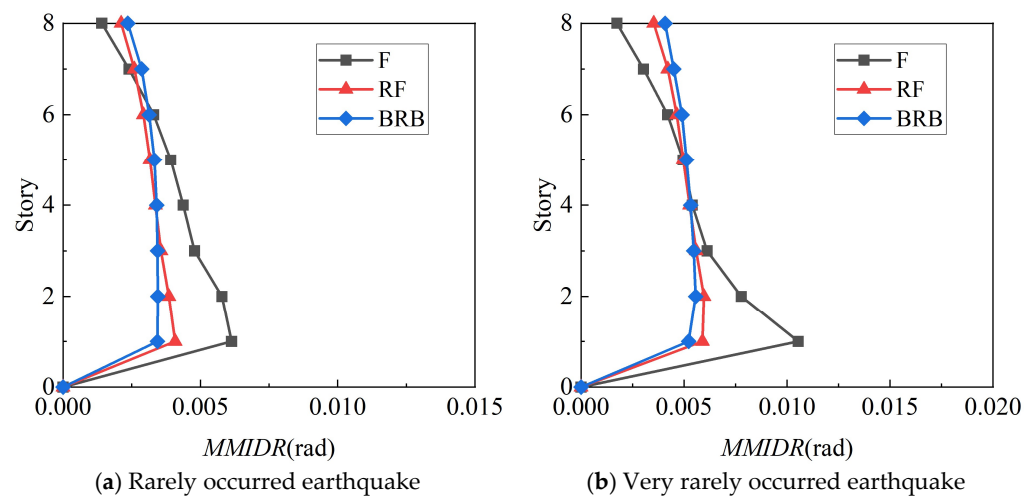 8
6
4
2
0
Story
F
RF
BRB
0.000
0.005
0.010
0.015
MMIDR(rad)
(a) Rarely occurred earthquake
8
6
4
2
0
Story
F
RF
BRB
0.000
0.005
0.010
0.015
0.020
MMIDR(rad)
(b) Very rarely occurred earthquake